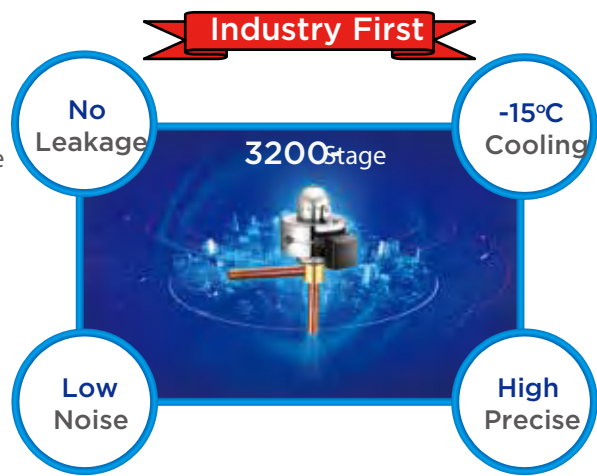 Industry First
No
Leakage
-15°C
Cooling
e
3200-Stage
Low
Noise
High
Precise